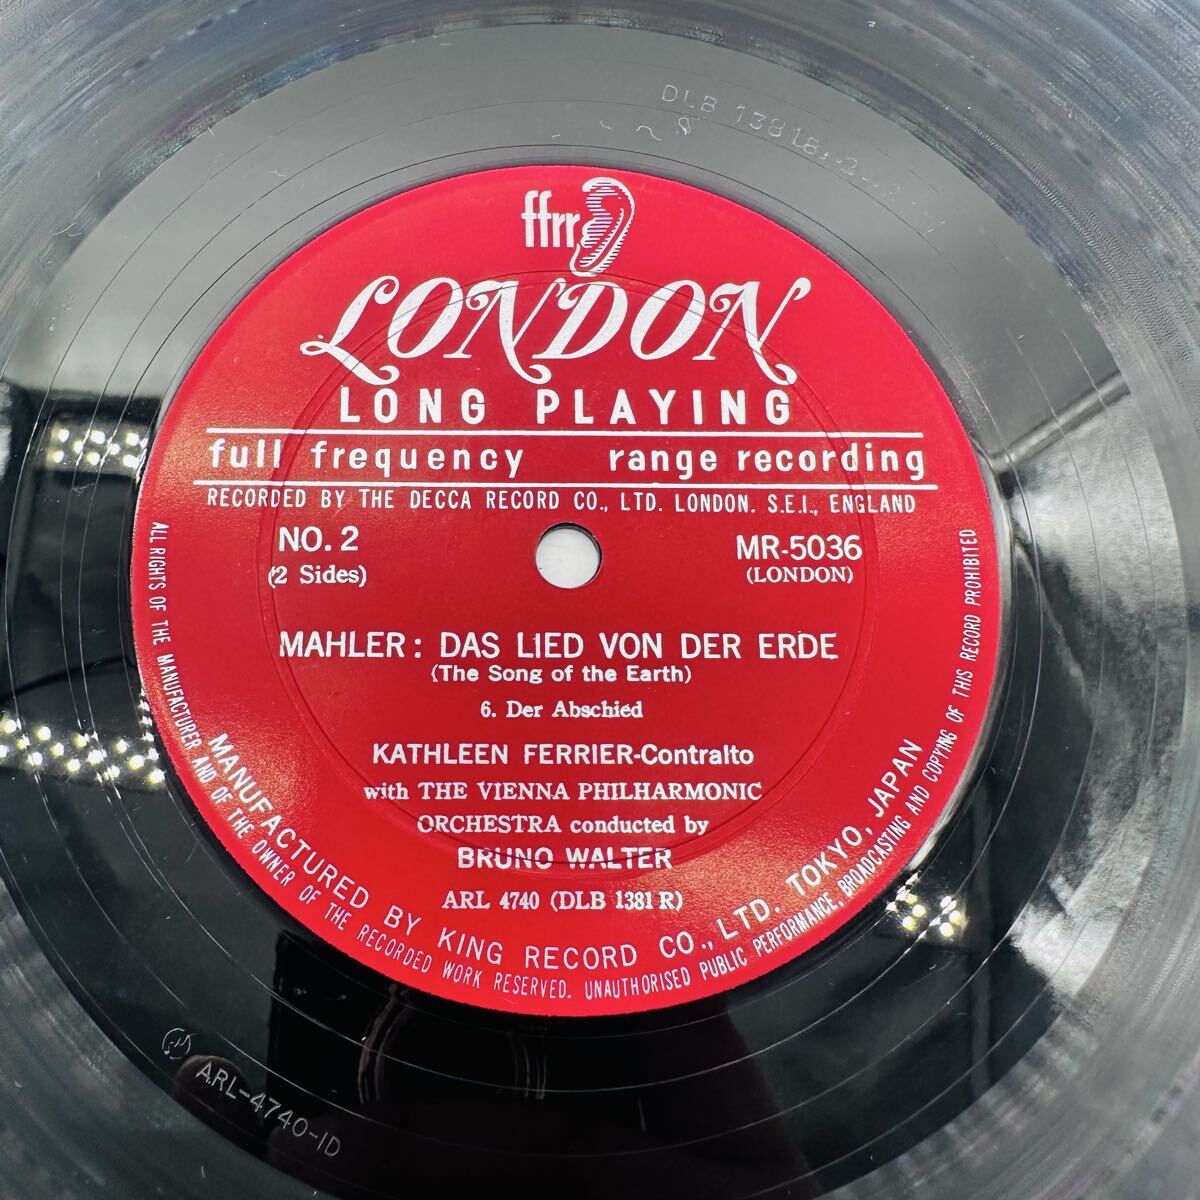 DLB 1381B-2
ffrr
LONDON
LONG PLAYING
full frequency range recording
RECORDED BY THE DECCA RECORD CO., LTD. LONDON. S.E.I., ENGLAND
NO. 2
(2 Sides)
MR-5036
(LONDON)
MAHLER: DAS LIED VON DER ERDE
(The Song of the Earth)
6. Der Abschied
KATHLEEN FERRIER-Contralto
with THE VIENNA PHILHARMONIC
ORCHESTRA conducted by
BRUNO WALTER
ARL 4740 (DLB 1381 R)
MANUFACTURED BY KING RECORD CO., LTD. TOKYO, JAPAN
ALL RIGHTS OF THE MANUFACTURER AND OF THE OWNER OF THE RECORDED WORK RESERVED. UNAUTHORISED PUBLIC PERFORMANCE, BROADCASTING AND COPYING OF THIS RECORD PROHIBITED
ARL-4740-1D